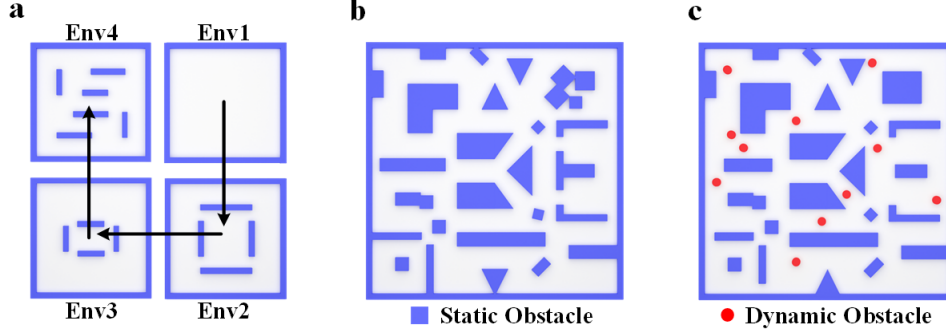 a
b
c
Env4 Env1
Env3 Env2
Static Obstacle
Dynamic Obstacle